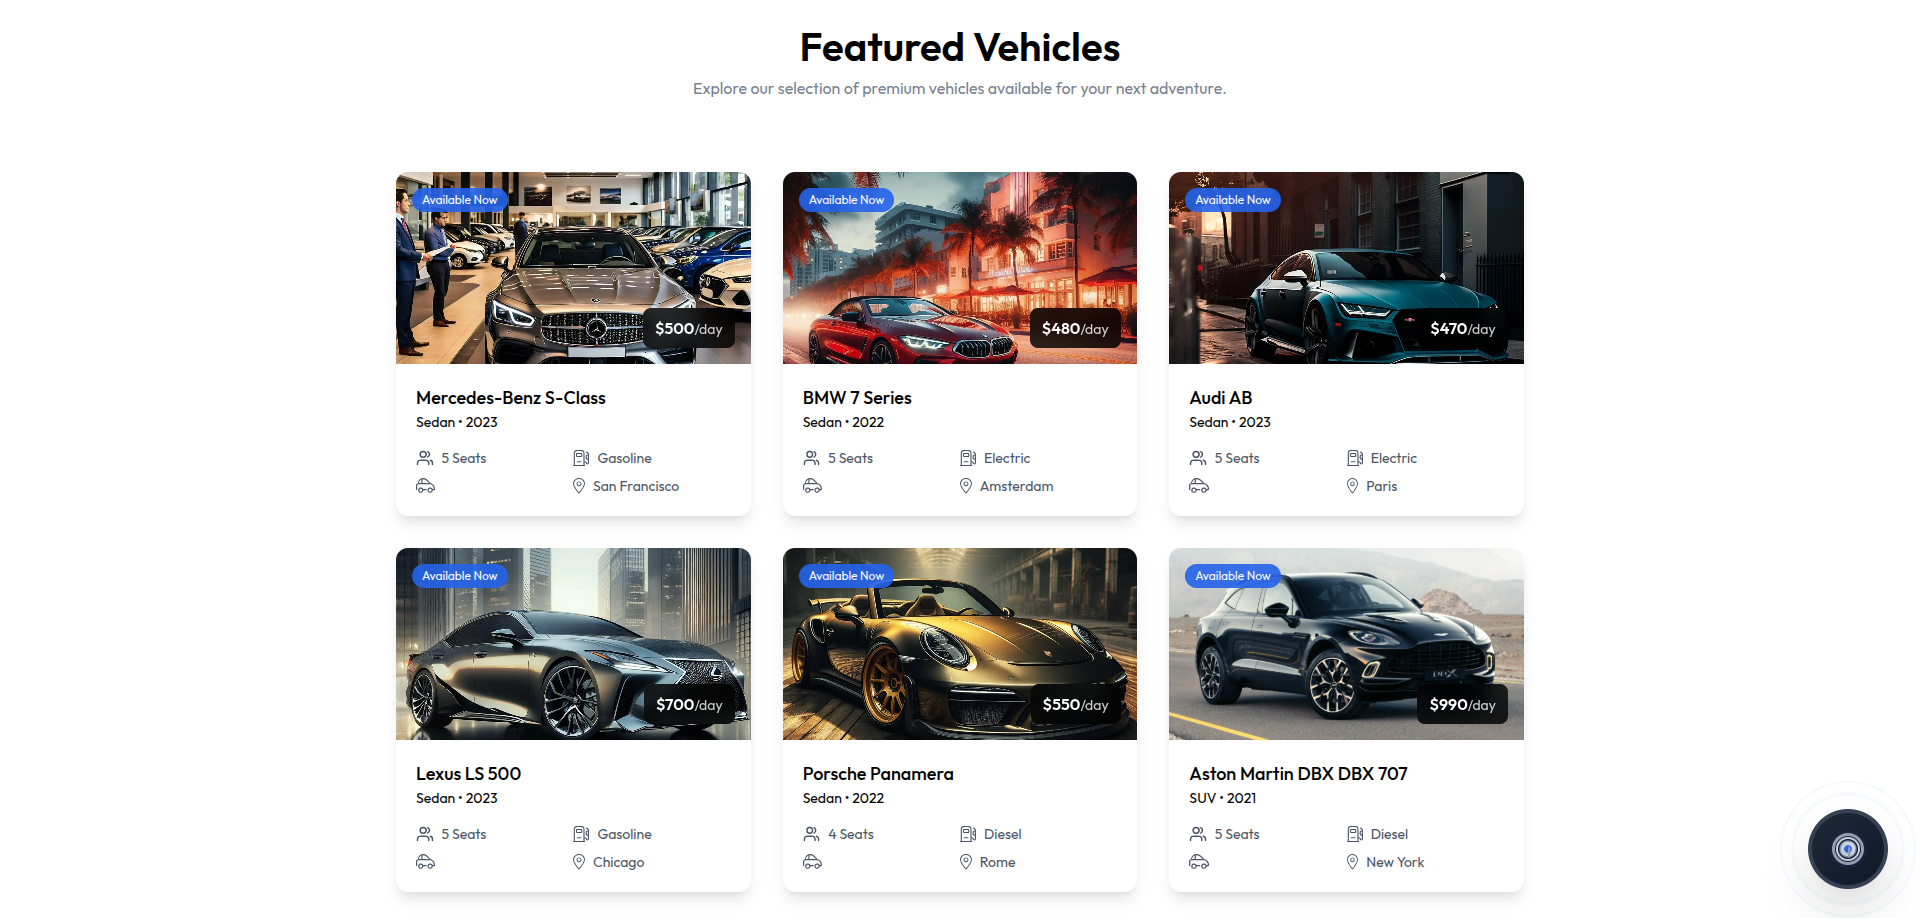 Featured Vehicles
Explore our selection of premium vehicles available for your next adventure.
Available Now
$500/day
Mercedes-Benz S-Class
Sedan • 2023
5 Seats
Gasoline
San Francisco
Available Now
$480/day
BMW 7 Series
Sedan • 2022
5 Seats
Electric
Amsterdam
Available Now
$470/day
Audi AB
Sedan • 2023
5 Seats
Electric
Paris
Available Now
$700/day
Lexus LS 500
Sedan • 2023
5 Seats
Gasoline
Chicago
Available Now
$550/day
Porsche Panamera
Sedan • 2022
4 Seats
Diesel
Rome
Available Now
DBX
$990/day
Aston Martin DBX DBX 707
SUV • 2021
5 Seats
Diesel
New York